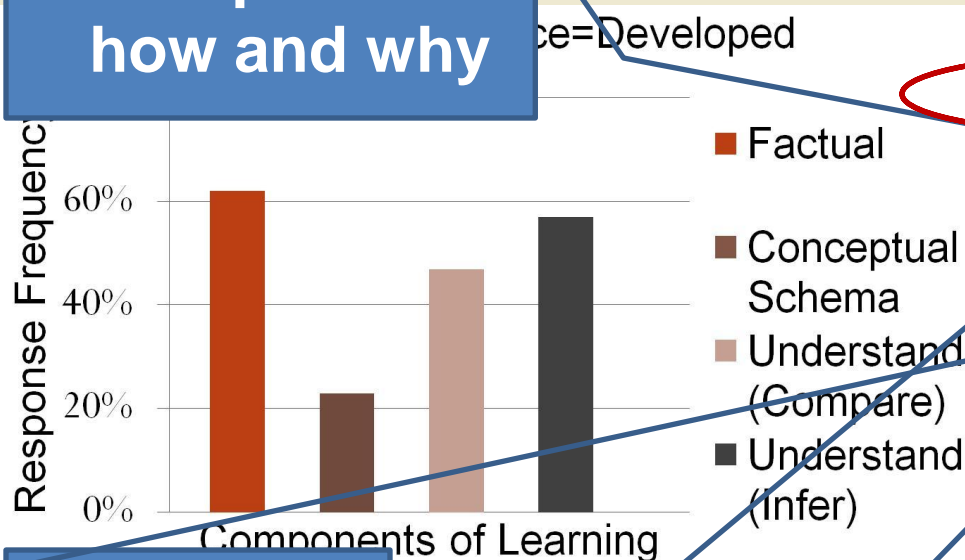 how and why
ce=Developed
Response Frequency
60%
40%
20%
0%
Components of Learning
Factual
Conceptual
Schema
Understand
(Compare)
Understand
(Infer)